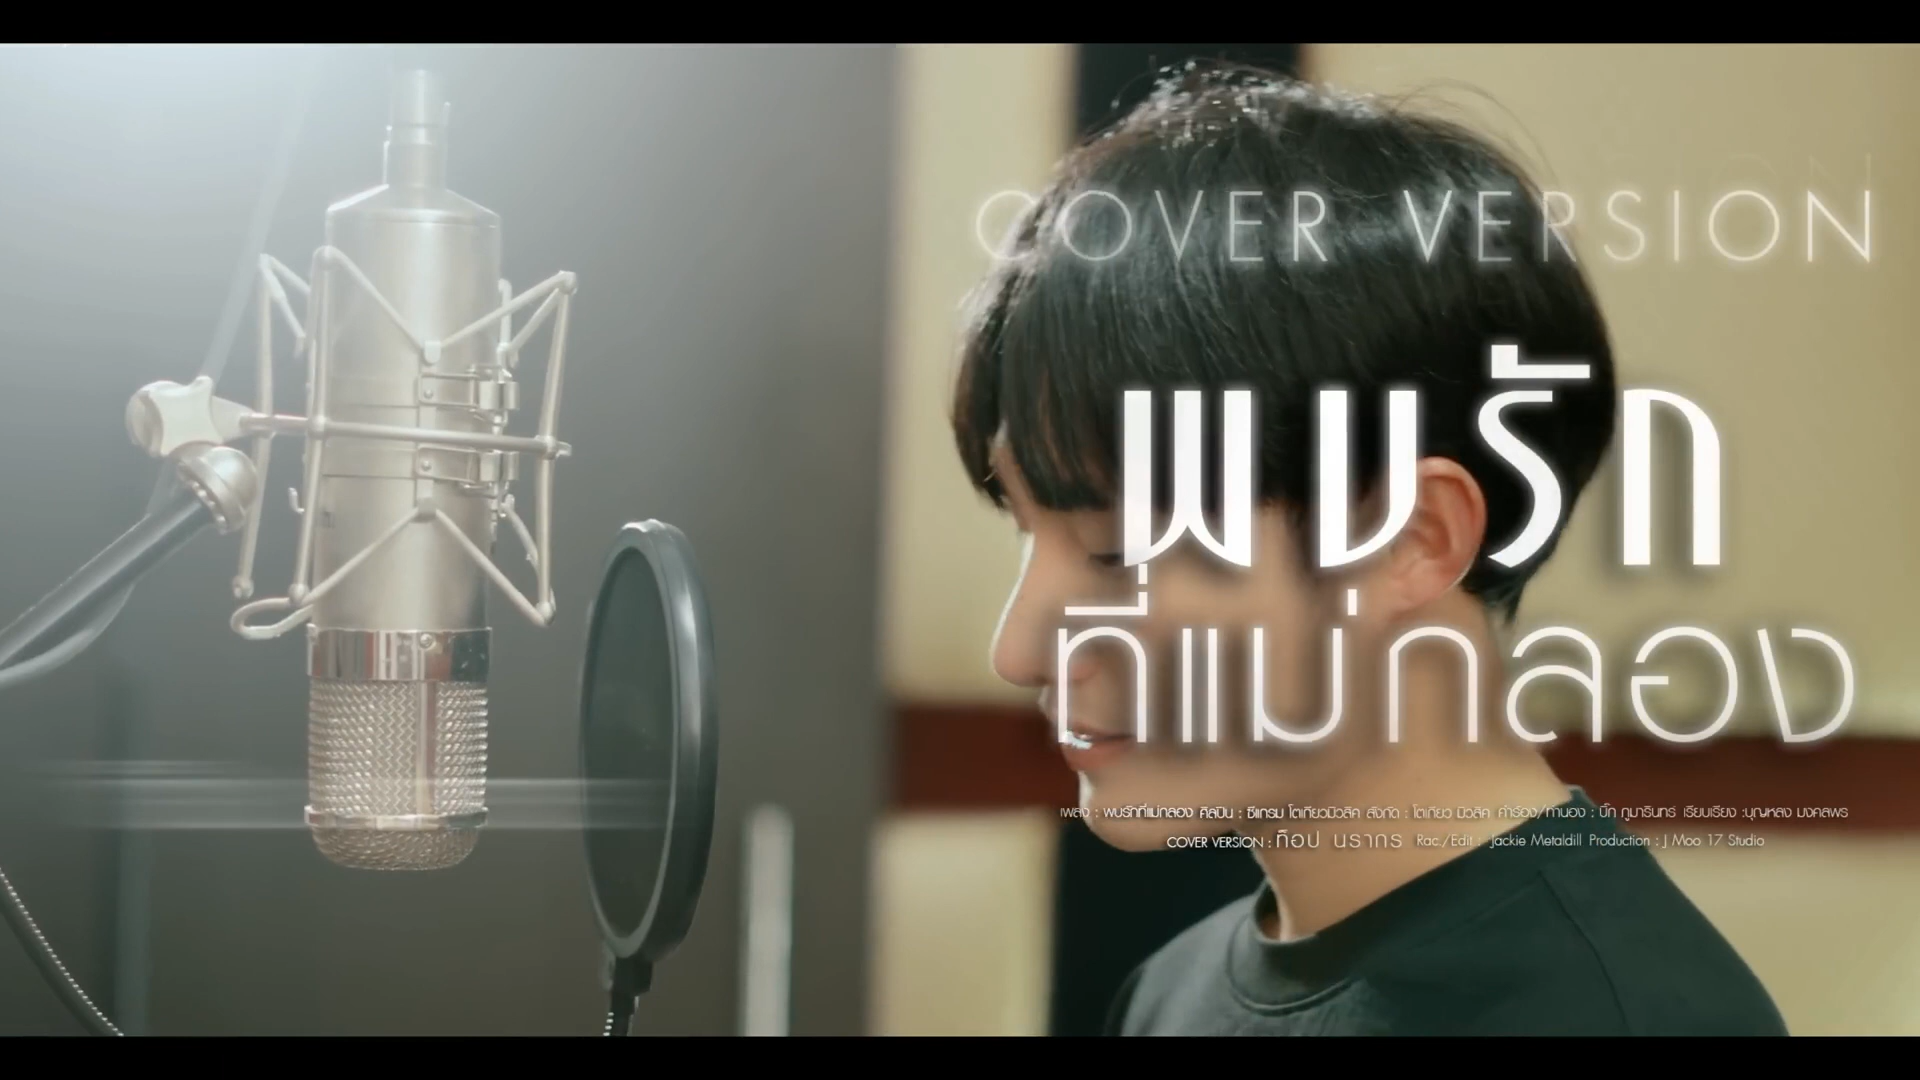 COVER VERSION
พบรัก
ที่แม่กลอง
เพลง : พบรักที่แม่กลอง ศิลปิน : ซีแกรม โตเกียวมิวสิค สังกัด : โตเกียว มิวสิค คำร้อง/ทำนอง : บิ๊ก ภูมารินทร์ เรียบเรียง :บุญหลง มงคลพร
COVER VERSION : ท็อป นรากร Rac./Edit : Jackie Metaldill Production : J Moo 17 Studio